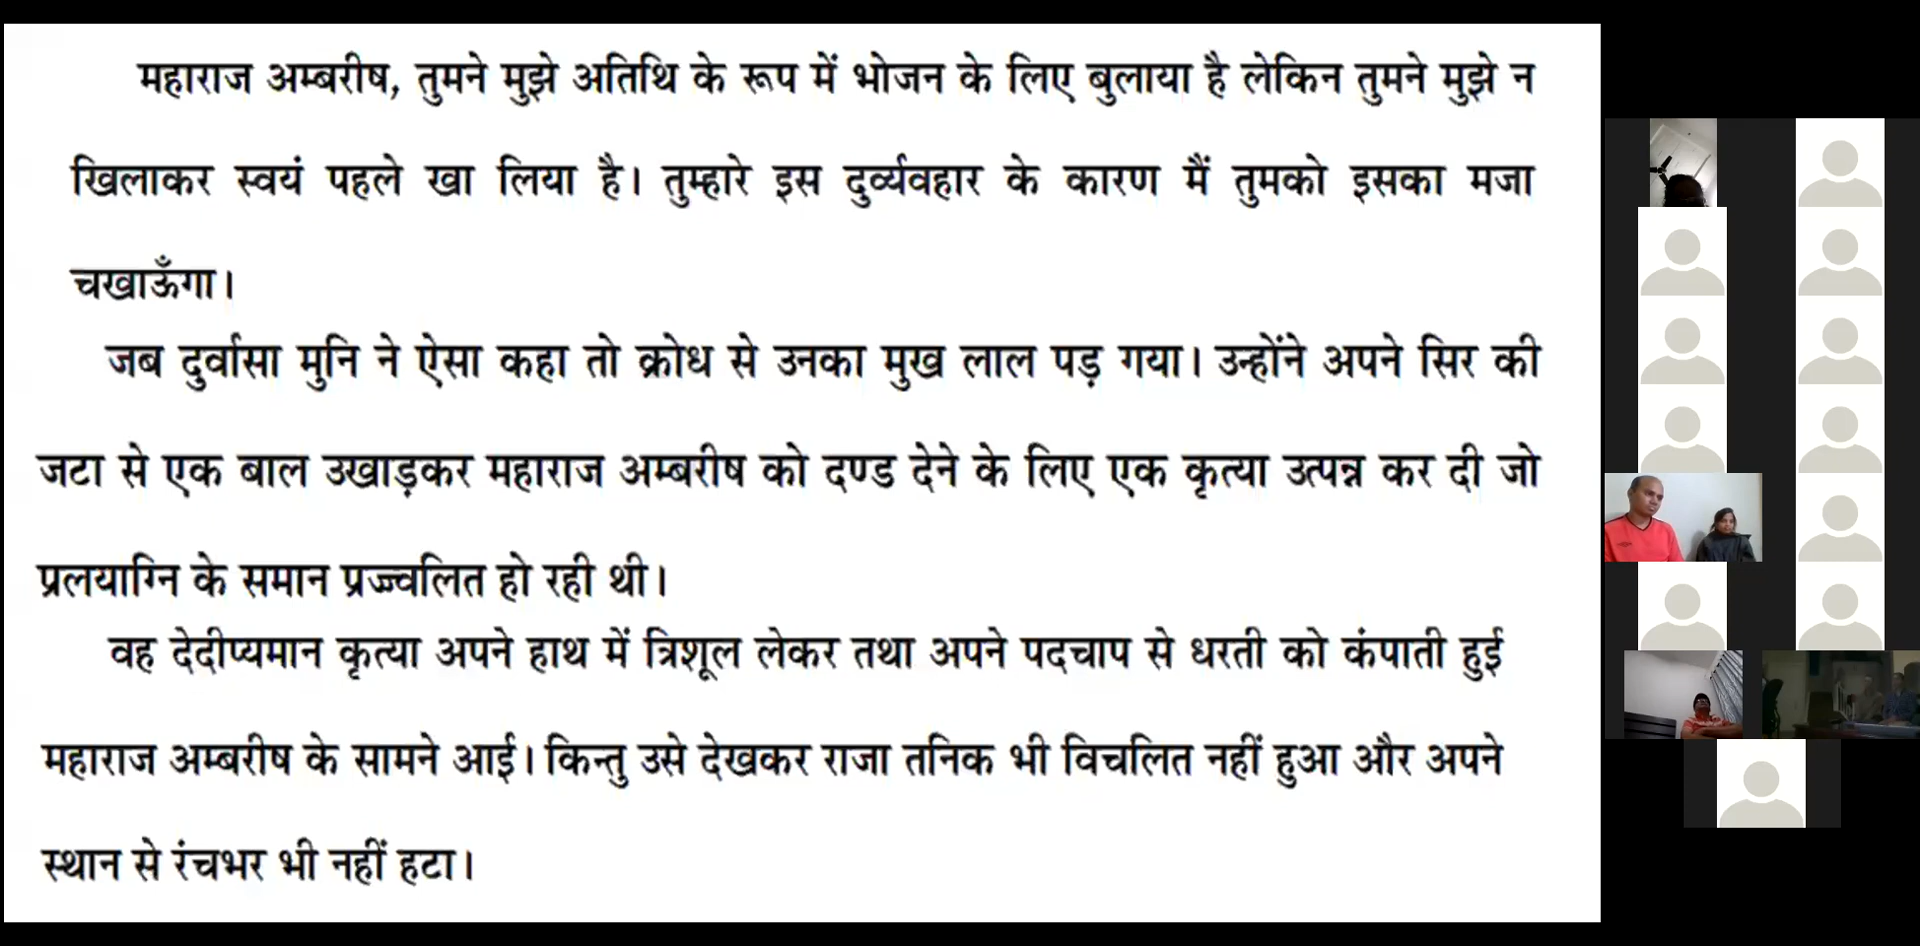 महाराज अम्बरीष, तुमने मुझे अतिथि के रूप में भोजन के लिए बुलाया है लेकिन तुमने मुझे न
खिलाकर स्वयं पहले खा लिया है। तुम्हारे इस दुर्व्यवहार के कारण मैं तुमको इसका मजा
चखाऊँगा।
जब दुर्वासा मुनि ने ऐसा कहा तो क्रोध से उनका मुख लाल पड़ गया। उन्होंने अपने सिर की
जटा से एक बाल उखाड़कर महाराज अम्बरीष को दण्ड देने के लिए एक कृत्या उत्पन्न कर दी जो
प्रलयाग्नि के समान प्रज्ज्वलित हो रही थी।
वह देदीप्यमान कृत्या अपने हाथ में त्रिशूल लेकर तथा अपने पदचाप से धरती को कंपाती हुई
महाराज अम्बरीष के सामने आई। किन्तु उसे देखकर राजा तनिक भी विचलित नहीं हुआ और अपने
स्थान से रंचभर भी नहीं हटा।